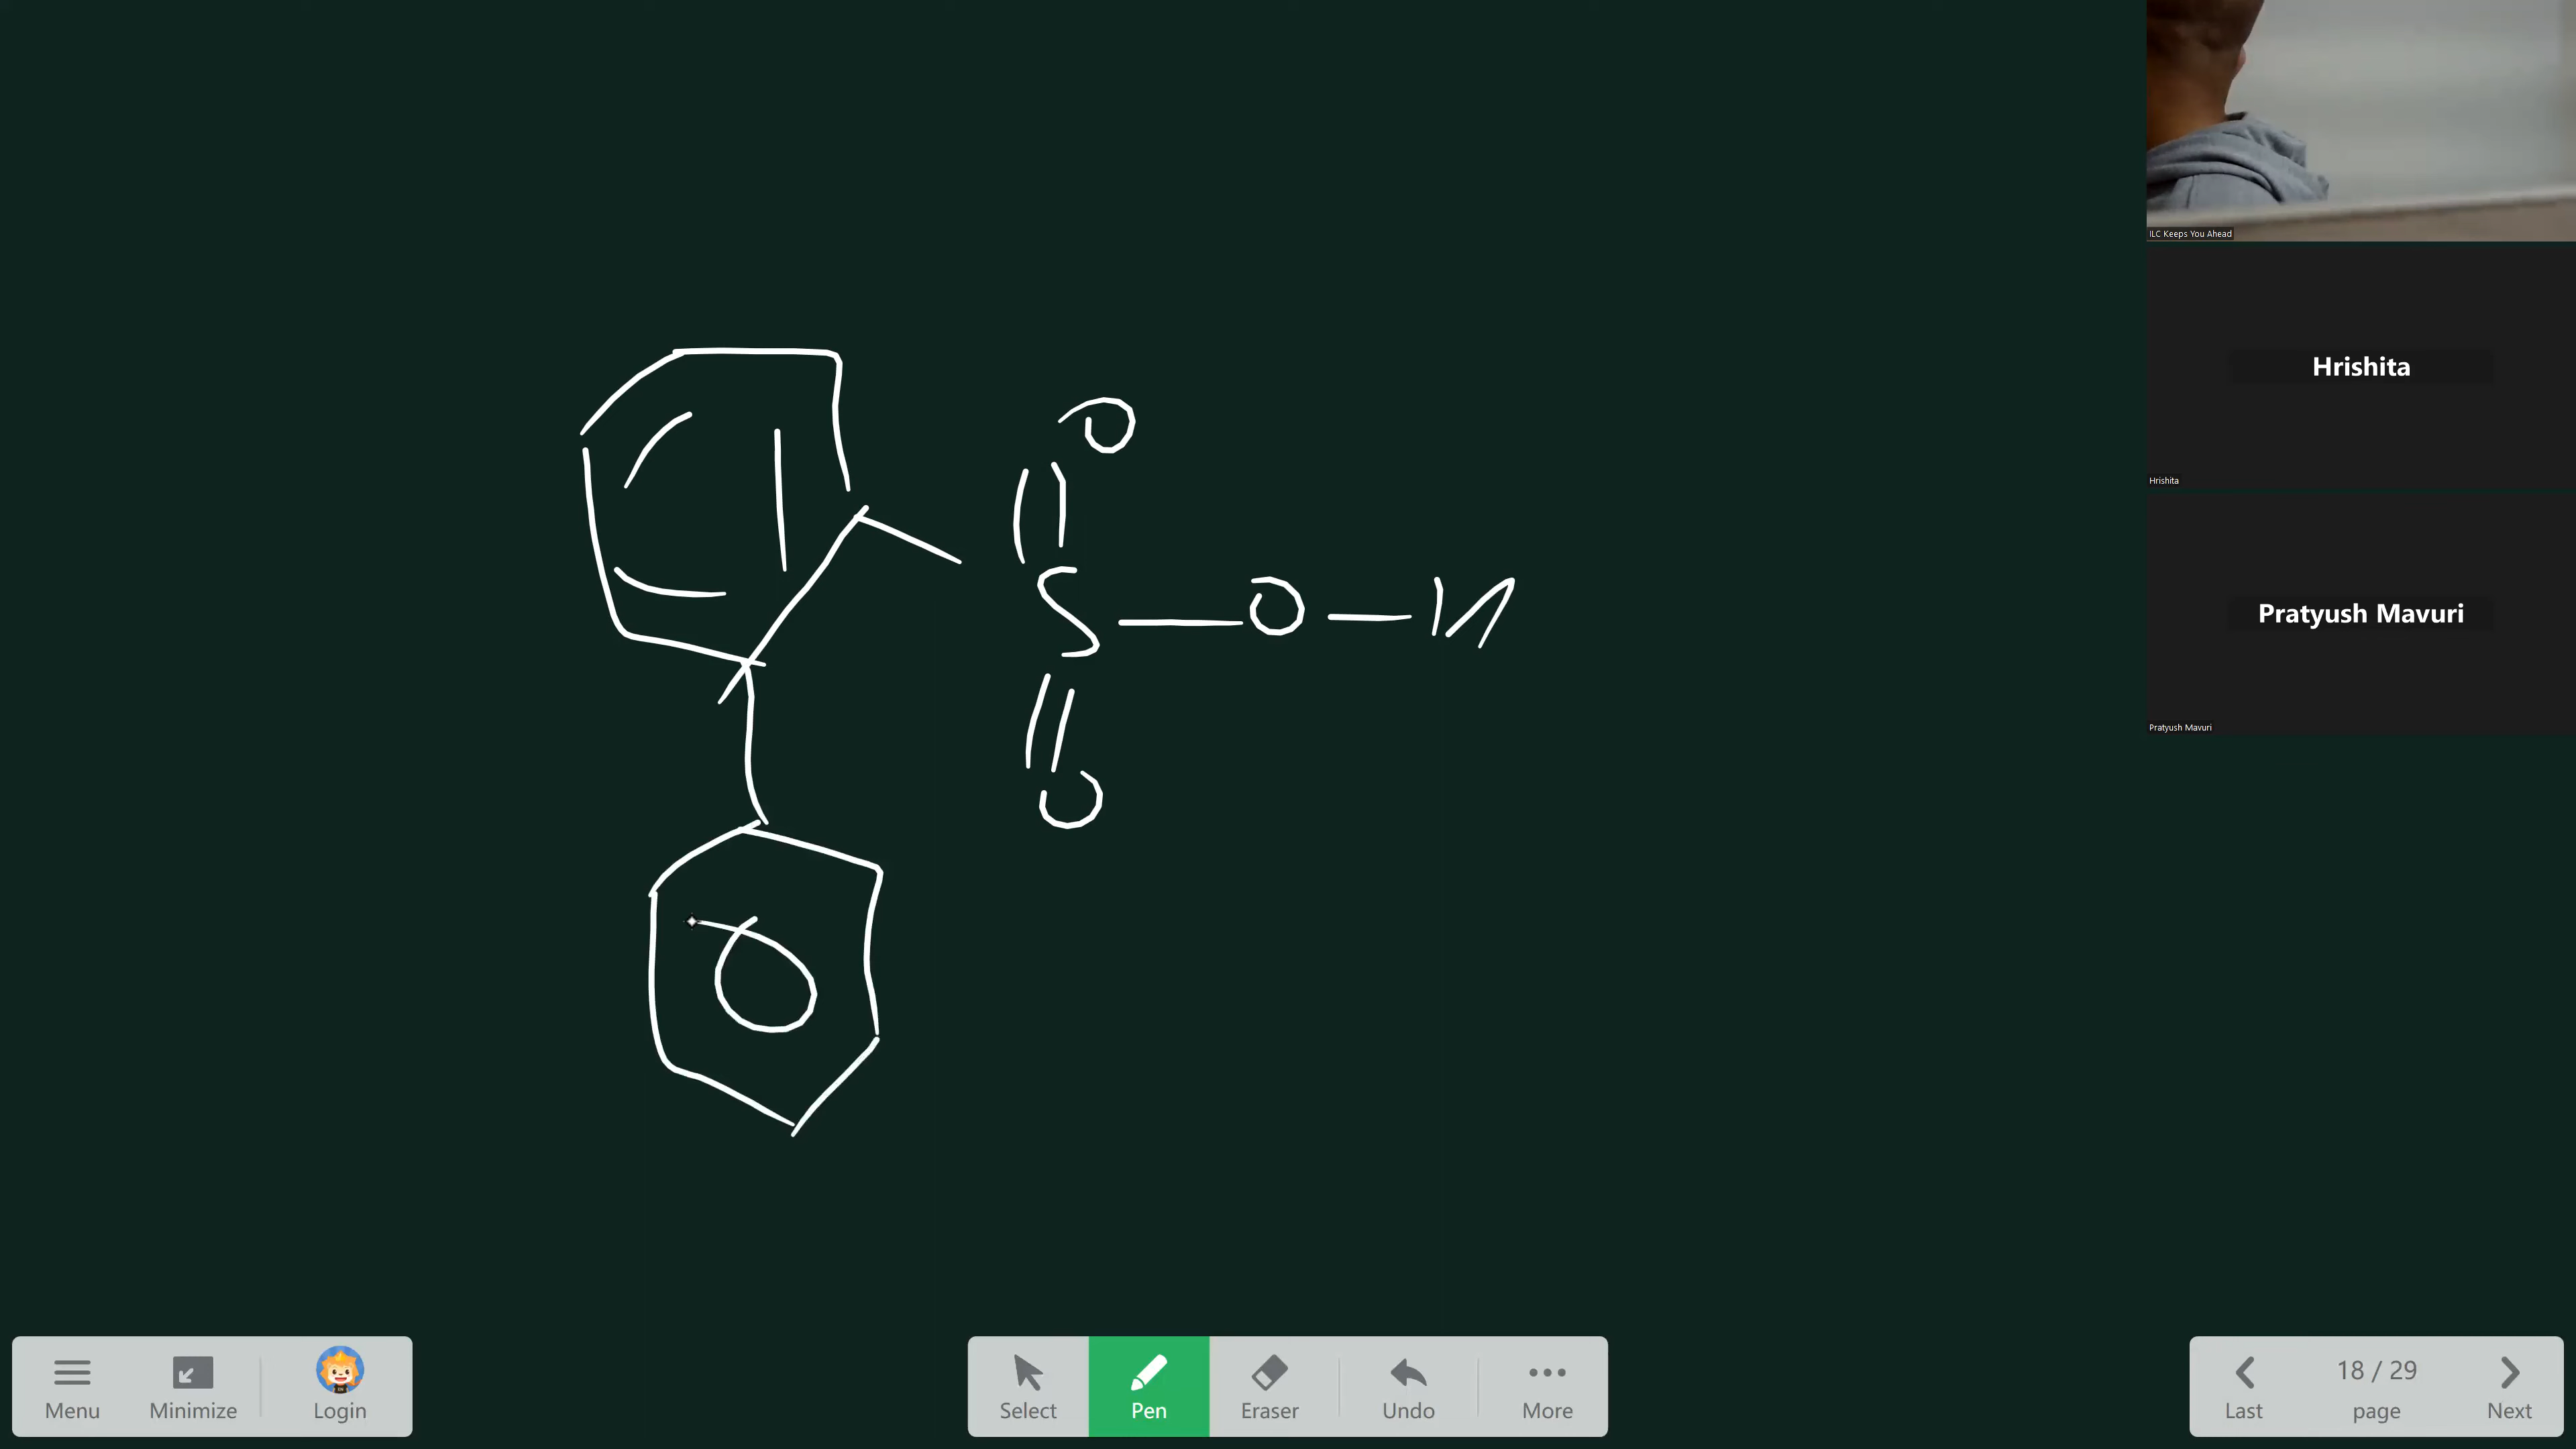 O
S O H
O
ILC Keeps You Ahead
Hrishita
Hrishita
Pratyush Mavuri
Pratyush Mavuri
Menu Minimize Login
Select Pen Eraser Undo More
Last 18 / 29 page Next